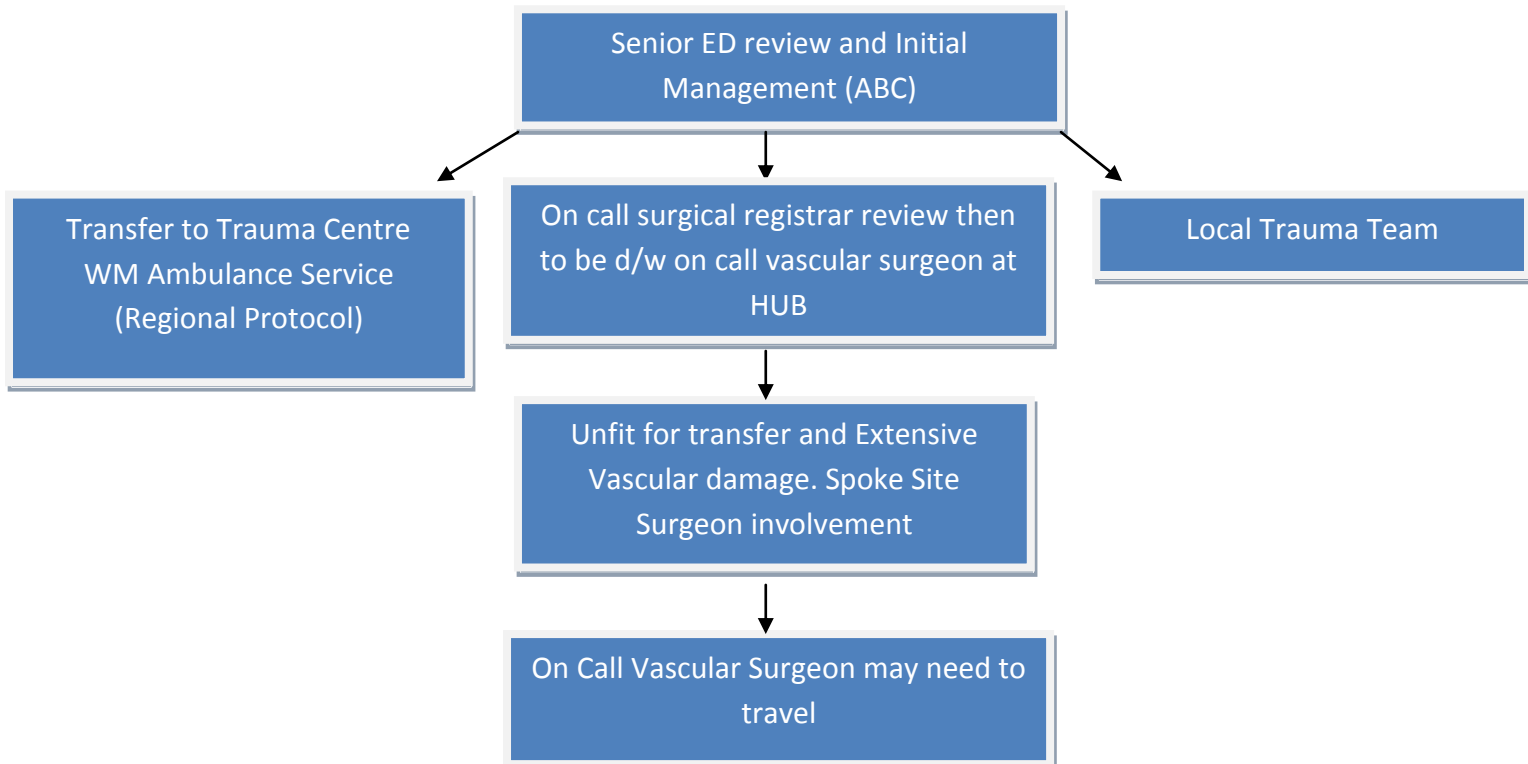 Senior ED review and Initial
Management (ABC)
Transfer to Trauma Centre
WM Ambulance Service
(Regional Protocol)
On call surgical registrar review then
to be d/w on call vascular surgeon at
HUB
Local Trauma Team
Unfit for transfer and Extensive
Vascular damage. Spoke Site
Surgeon involvement
On Call Vascular Surgeon may need to
travel